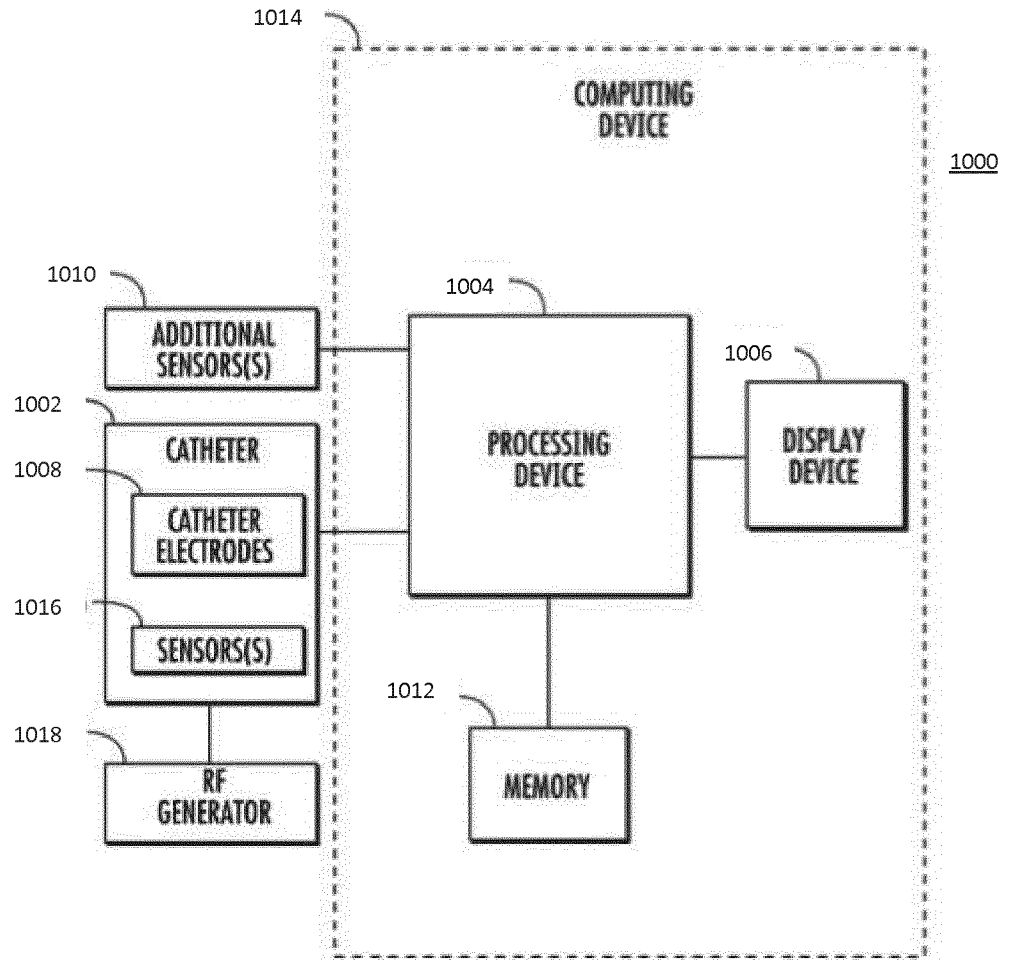 1014
COMPUTING
DEVICE
1000
1010
1004
ADDITIONAL
SENSORS(S)
1006
1002
CATHETER
PROCESSING
DEVICE
DISPLAY
DEVICE
1008
CATHETER
ELECTRODES
1016
SENSORS(S)
1012
1018
RF
GENERATOR
MEMORY